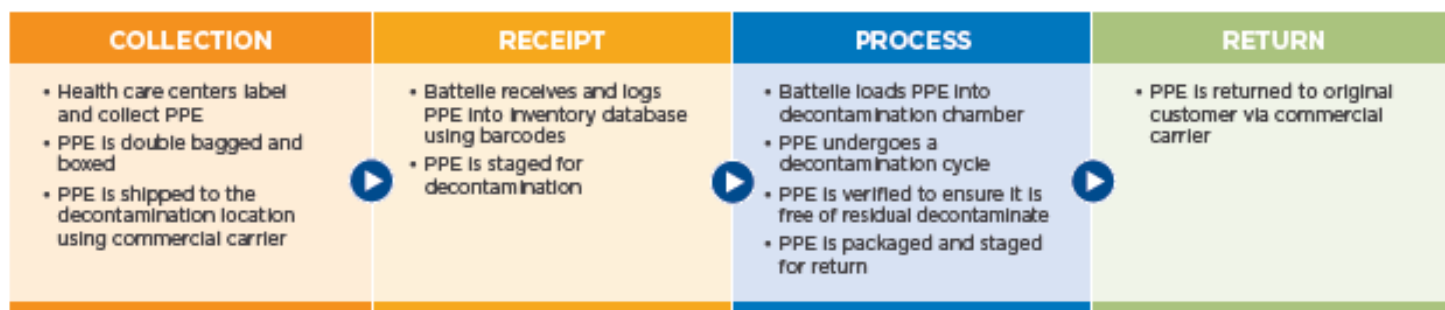 COLLECTION
• Health care centers label
and collect PPE
• PPE is double bagged and
boxed
• PPE is shipped to the
decontamination location
using commercial carrier
RECEIPT
• Battelle receives and logs
PPE into inventory database
using barcodes
• PPE is staged for
decontamination
PROCESS
• Battelle loads PPE into
decontamination chamber
• PPE undergoes a
decontamination cycle
• PPE is verified to ensure it is
free of residual decontaminate
• PPE is packaged and staged
for return
RETURN
• PPE is returned to original
customer via commercial
carrier